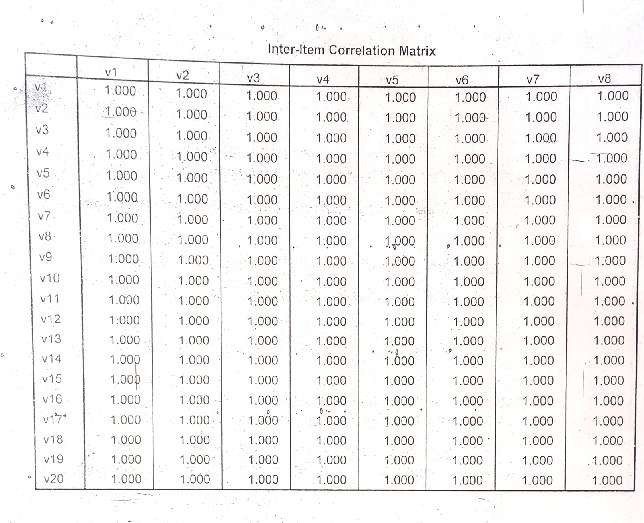 Inter-Item Correlation Matrix
v1 v2 v3 v4 v5 v6 v7 v8
v1 1.000 1.000 1.000 1.000 1.000 1.000 1.000 1.000
v2 1.000 1.000 1.000 1.000 1.000 1.000 1.000 1.000
v3 1.000 1.000 1.000 1.000 1.000 1.000 1.000 1.000
v4 1.000 1.000 1.000 1.000 1.000 1.000 1.000 1.000
v5 1.000 1.000 1.000 1.000 1.000 1.000 1.000 1.000
v6 1.000 1.000 1.000 1.000 1.000 1.000 1.000 1.000
v7 1.000 1.000 1.000 1.000 1.000 1.000 1.000 1.000
v8 1.000 1.000 1.000 1.000 1.000 1.000 1.000 1.000
v9 1.000 1.000 1.000 1.000 1.000 1.000 1.000 1.000
v10 1.000 1.000 1.000 1.000 1.000 1.000 1.000 1.000
v11 1.000 1.000 1.000 1.000 1.000 1.000 1.000 1.000
v12 1.000 1.000 1.000 1.000 1.000 1.000 1.000 1.000
v13 1.000 1.000 1.000 1.000 1.000 1.000 1.000 1.000
v14 1.000 1.000 1.000 1.000 1.000 1.000 1.000 1.000
v15 1.000 1.000 1.000 1.000 1.000 1.000 1.000 1.000
v16 1.000 1.000 1.000 1.000 1.000 1.000 1.000 1.000
v17 1.000 1.000 1.000 1.000 1.000 1.000 1.000 1.000
v18 1.000 1.000 1.000 1.000 1.000 1.000 1.000 1.000
v19 1.000 1.000 1.000 1.000 1.000 1.000 1.000 1.000
v20 1.000 1.000 1.000 1.000 1.000 1.000 1.000 1.000